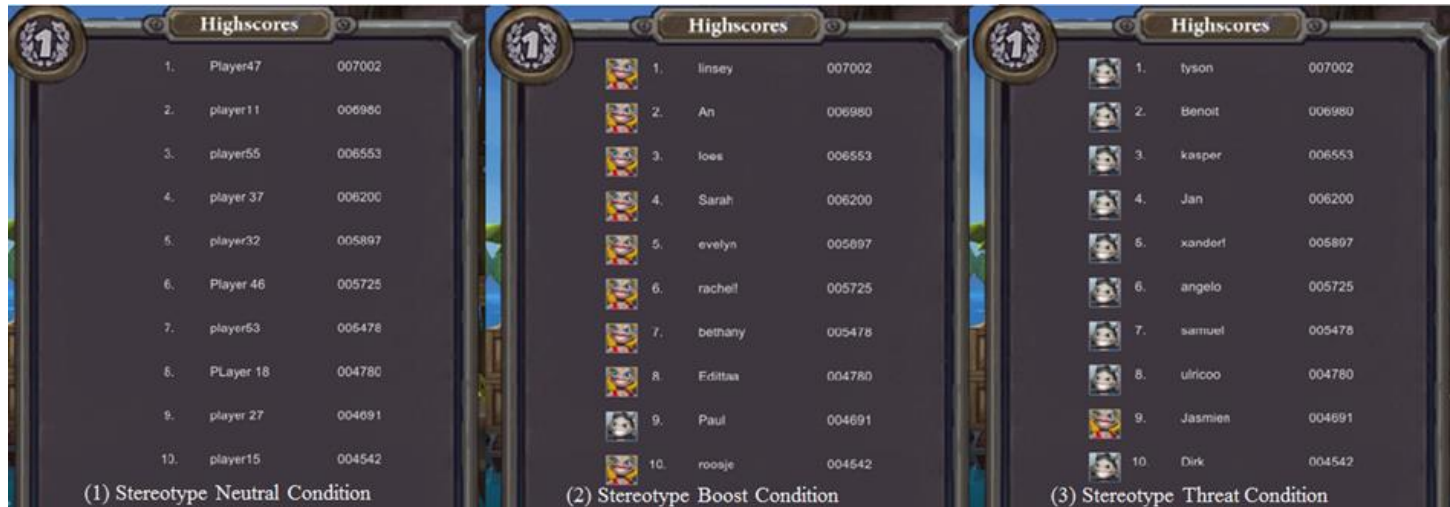 1
Highscores
1. Player47 007002
2. player11 006980
3. player55 006553
4. player 37 006200
5. player32 005897
6. Player 46 005725
7. player53 005478
8. PLayer 18 004780
9. player 27 004691
10. player15 004542
(1) Stereotype Neutral Condition
1
Highscores
1. linsey 007002
2. An 006980
3. loes 006553
4. Sarah 006200
5. evelyn 005897
6. rachel! 005725
7. bethany 005478
8. Edittaa 004780
9. Paul 004691
10. roosje 004542
(2) Stereotype Boost Condition
1
Highscores
1. tyson 007002
2. Benoit 006980
3. kasper 006553
4. Jan 006200
5. xander! 005897
6. angelo 005725
7. samuel 005478
8. ulricoo 004780
9. Jasmien 004691
10. Dirk 004542
(3) Stereotype Threat Condition